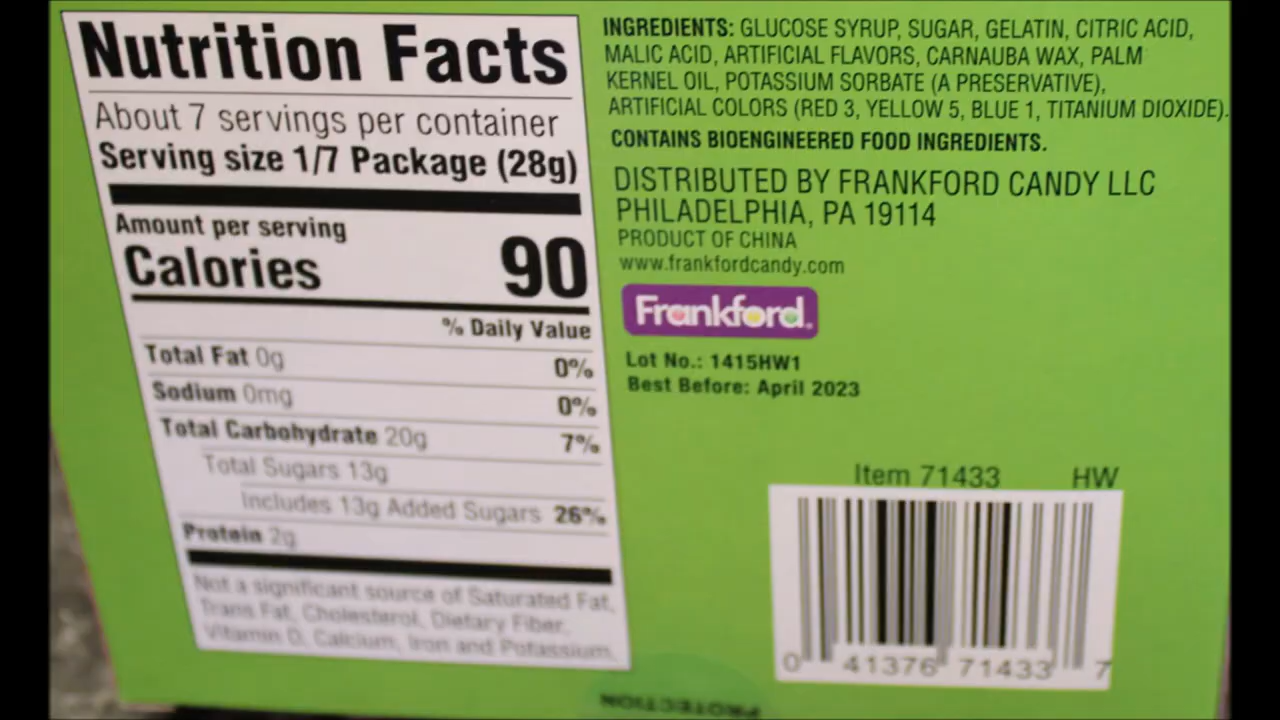 Nutrition Facts
About 7 servings per container
Serving size 1/7 Package (28g)
Amount per serving
Calories 90
% Daily Value
Total Fat 0g 0%
Sodium 0mg 0%
Total Carbohydrate 20g 7%
Total Sugars 13g
Includes 13g Added Sugars 26%
Protein 2g
Not a significant source of Saturated Fat,
Trans Fat, Cholesterol, Dietary Fiber,
Vitamin D, Calcium, Iron and Potassium.
INGREDIENTS: GLUCOSE SYRUP, SUGAR, GELATIN, CITRIC ACID,
MALIC ACID, ARTIFICIAL FLAVORS, CARNAUBA WAX, PALM
KERNEL OIL, POTASSIUM SORBATE (A PRESERVATIVE),
ARTIFICIAL COLORS (RED 3, YELLOW 5, BLUE 1, TITANIUM DIOXIDE).
CONTAINS BIOENGINEERED FOOD INGREDIENTS.
DISTRIBUTED BY FRANKFORD CANDY LLC
PHILADELPHIA, PA 19114
PRODUCT OF CHINA
www.frankfordcandy.com
Frankford®
Lot No.: 1415HW1
Best Before: April 2023
Item 71433 HW
0 41376 71433 7
PROTECTION